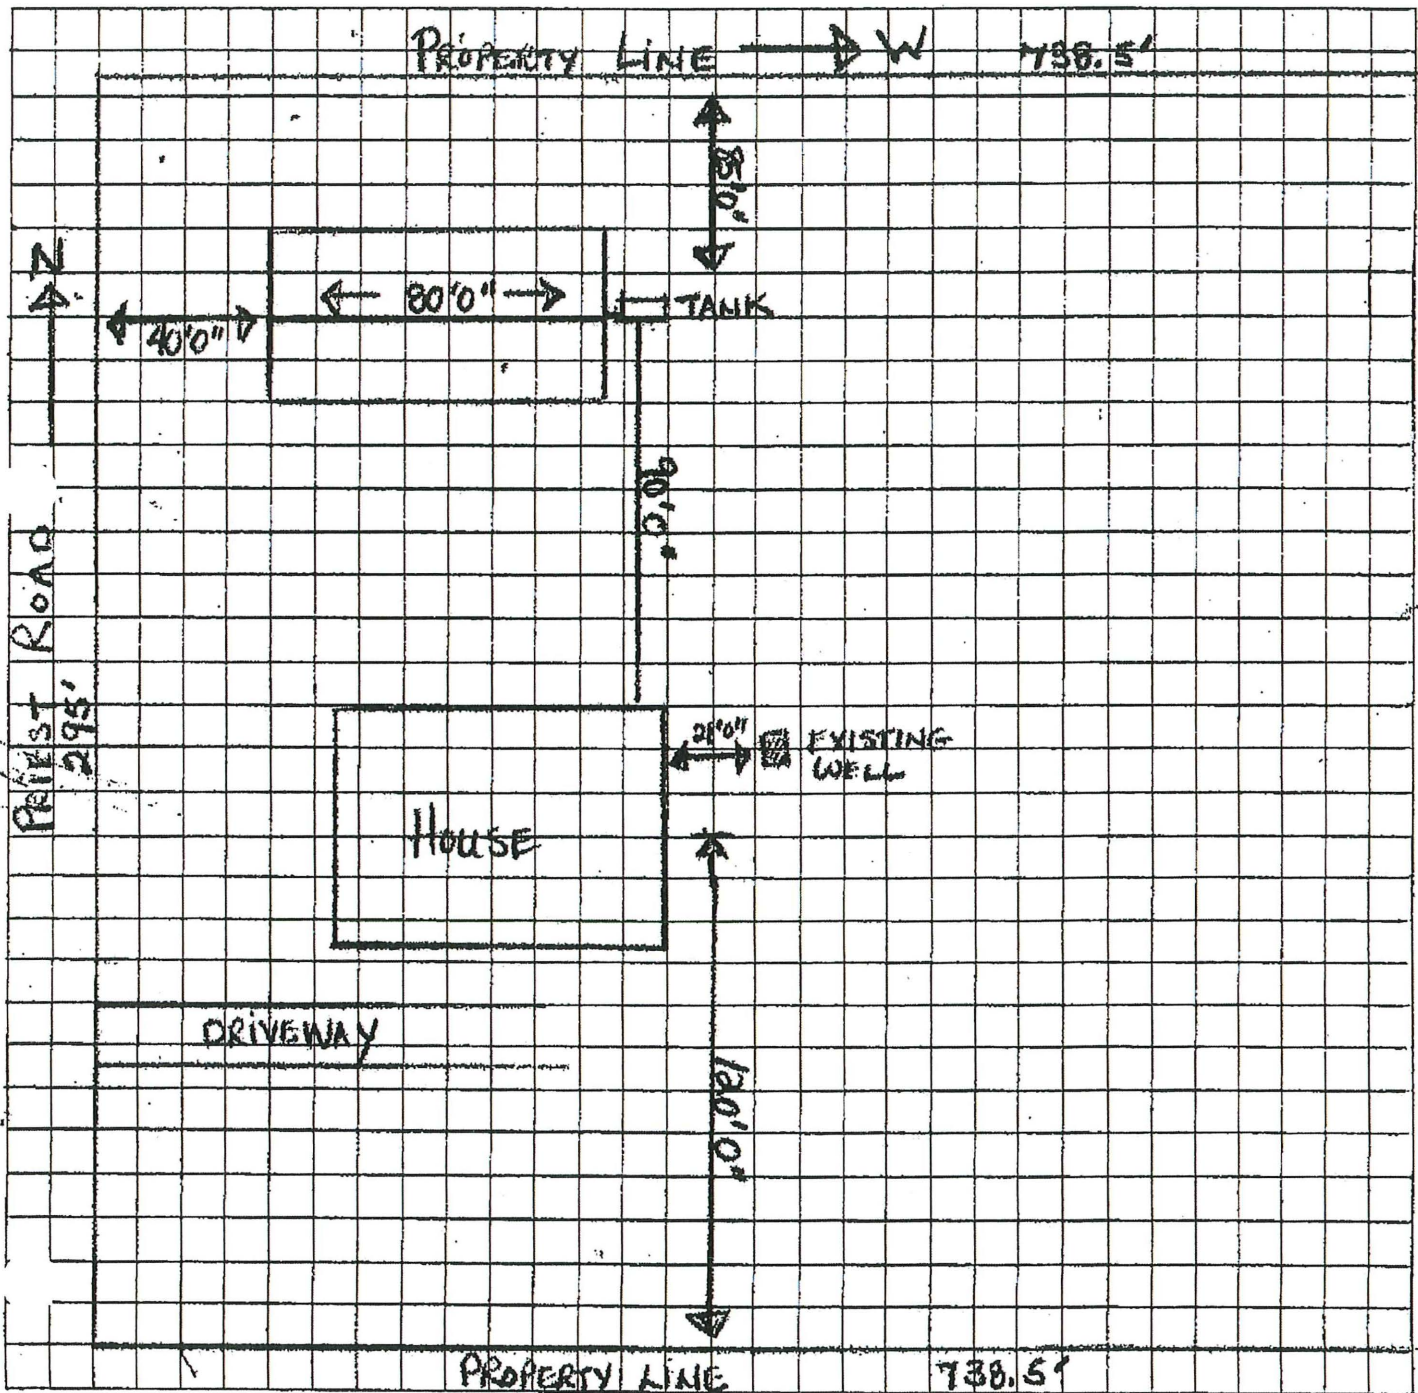 PROPERTY LINE → W 738.5'
85'0"
N
80'0"
TANK
40'0"
90'0"
PRIEST ROAD
295'
21'0"
EXISTING
WELL
HOUSE
DRIVEWAY
120'0"
PROPERTY LINE 738.5'